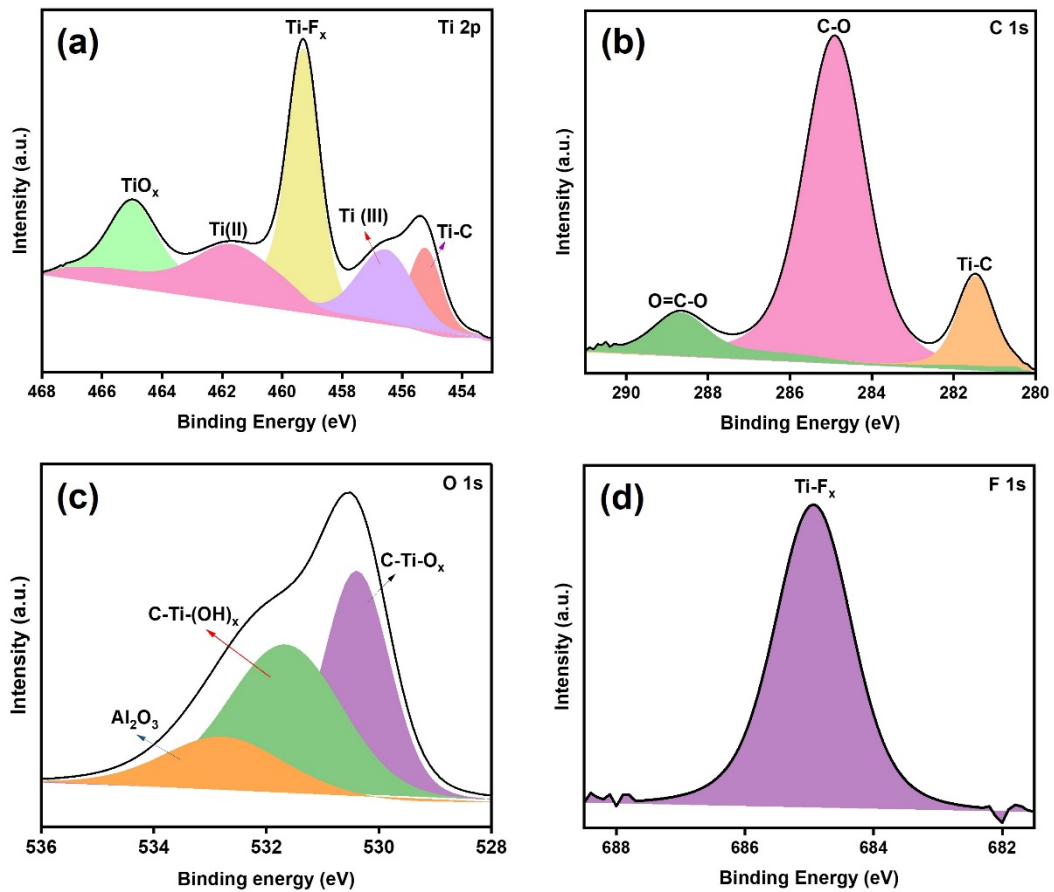 (a)
Ti 2p
Ti-Fₓ
TiOₓ
Ti(II)
Ti (III)
Ti-C
Intensity (a.u.)
468 466 464 462 460 458 456 454
Binding Energy (eV)
(b)
C 1s
C-O
Ti-C
O=C-O
Intensity (a.u.)
290 288 286 284 282 280
Binding Energy (eV)
(c)
O 1s
C-Ti-Oₓ
C-Ti-(OH)ₓ
Al₂O₃
Intensity (a.u.)
536 534 532 530 528
Binding energy (eV)
(d)
F 1s
Ti-Fₓ
Intensity (a.u.)
688 686 684 682
Binding Energy (eV)